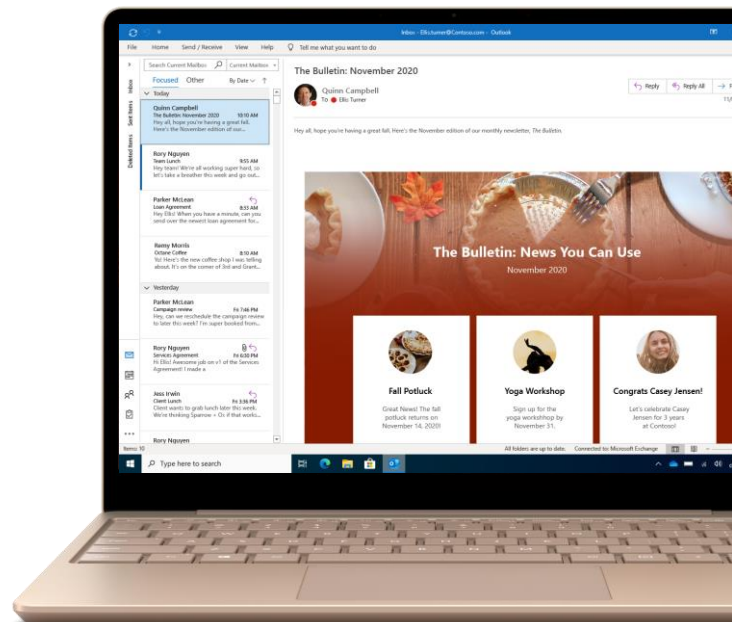 Inbox - Ellis.turner@Contoso.com - Outlook
File Home Send / Receive View Help Tell me what you want to do
Search Current Mailbox Current Mailbox
Focused Other By Date
Today
Quinn Campbell
The Bulletin November 2020 10:10 AM
Hey all, hope you're having a great fall.
Here's the November edition of our...
Rory Nguyen
Team Lunch 9:55 AM
Hey team! We're all working super hard, so
let's take a breather this week and go out...
Parker McLean
Loan Agreement 8:55 AM
Hey Ellis! When you have a minute, can you
send over the newest loan agreement for...
Remy Morris
Octane Coffee 8:10 AM
Yo! Here's the new coffee shop I was telling
about. It's on the corner of 3rd and Grant...
Yesterday
Parker McLean
Campaign review Fri 7:46 PM
Hey, can we reschedule the campaign review
to later this week? I'm super booked from...
Rory Nguyen
Services Agreement Fri 6:30 PM
Hi Ellis! Awesome job on v1 of the Services
Agreement! I made a
Jess Irwin
Client Lunch Fri 3:36 PM
Client wants to grab lunch later this week.
We're thinking Sparrow + Oz if that works...
Rory Nguyen
Inbox
Sent Items
Deleted Items
The Bulletin: November 2020
Quinn Campbell
To Ellis Turner
Reply Reply All
Hey all, hope you're having a great fall. Here's the November edition of our monthly newsletter, The Bulletin.
The Bulletin: News You Can Use
November 2020
Fall Potluck
Great News! The fall
potluck returns on
November 14, 2020!
Yoga Workshop
Sign up for the
yoga workshhop by
November 31.
Congrats Casey Jensen!
Let's celebrate Casey
Jensen for 3 years
at Contoso!
Items: 10 All folders are up to date. Connected to: Microsoft Exchange
Type here to search